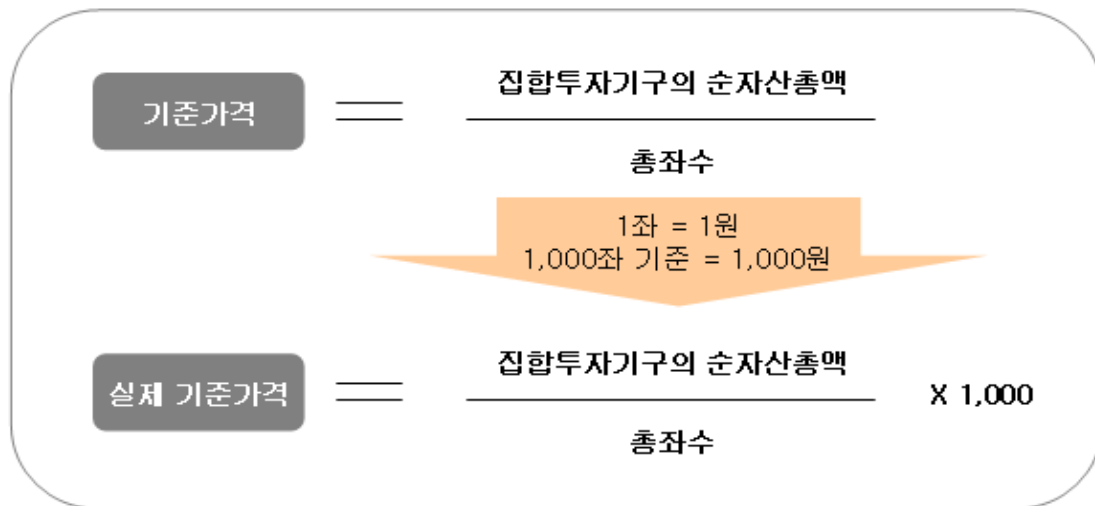 집합투자기구의 순자산총액
기준가격
총좌수
1좌 = 1원
1,000좌 기준 = 1,000원
집합투자기구의 순자산총액
실제 기준가격
X 1,000
총좌수